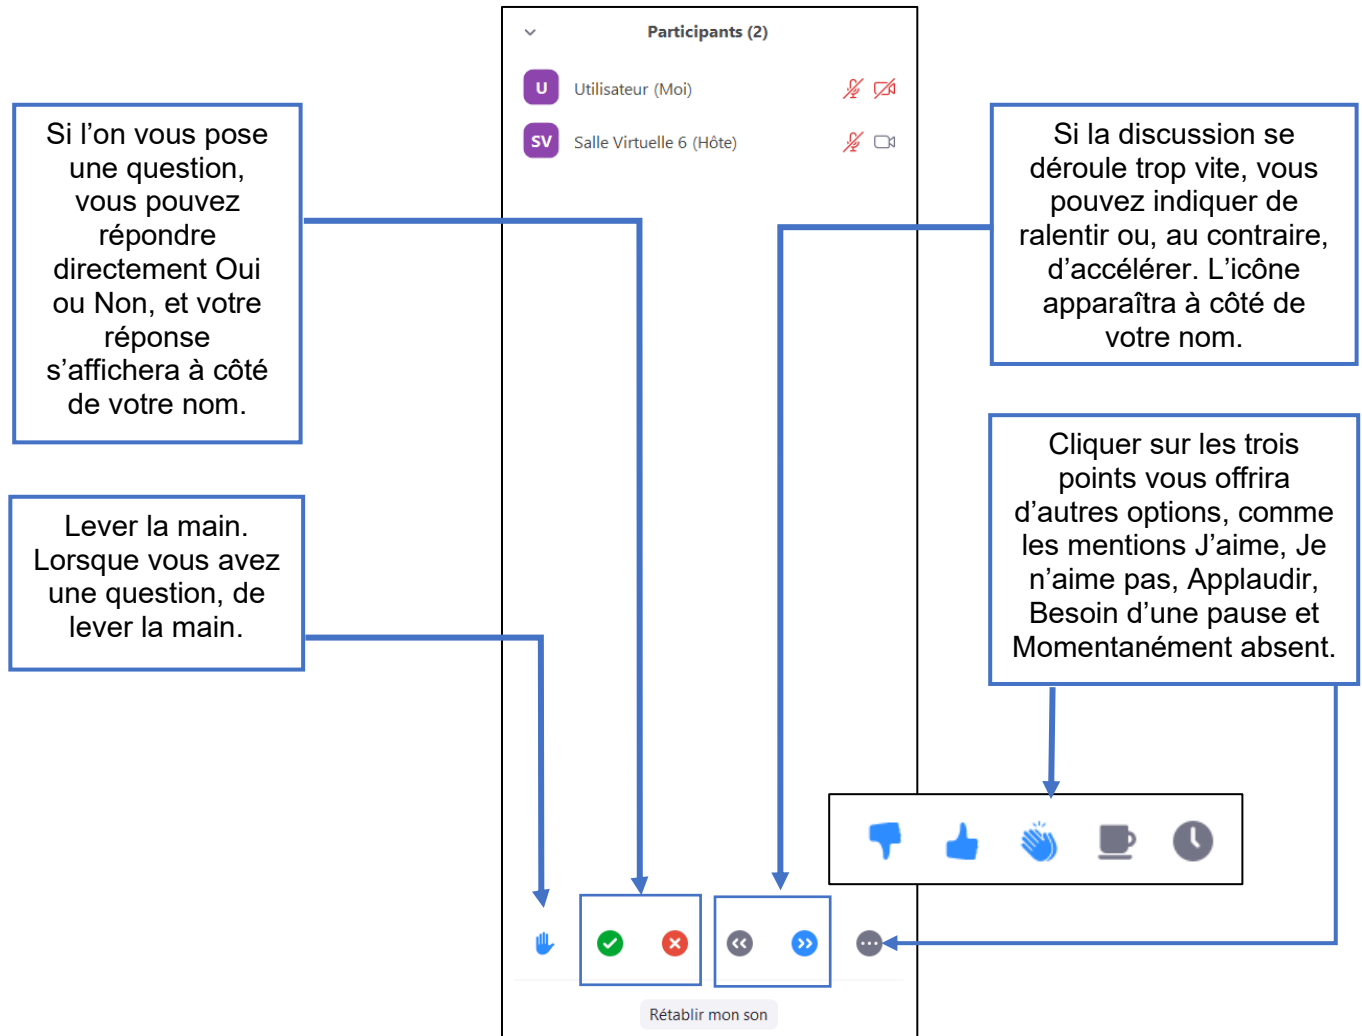 Participants (2)
U Utilisateur (Moi)
SV Salle Virtuelle 6 (Hôte)
Si l’on vous pose
une question,
vous pouvez
répondre
directement Oui
ou Non, et votre
réponse
s’affichera à côté
de votre nom.
Si la discussion se
déroule trop vite, vous
pouvez indiquer de
ralentir ou, au contraire,
d’accélérer. L’icône
apparaîtra à côté de
votre nom.
Lever la main.
Lorsque vous avez
une question, de
lever la main.
Cliquer sur les trois
points vous offrira
d’autres options, comme
les mentions J’aime, Je
n’aime pas, Applaudir,
Besoin d’une pause et
Momentanément absent.
Rétablir mon son